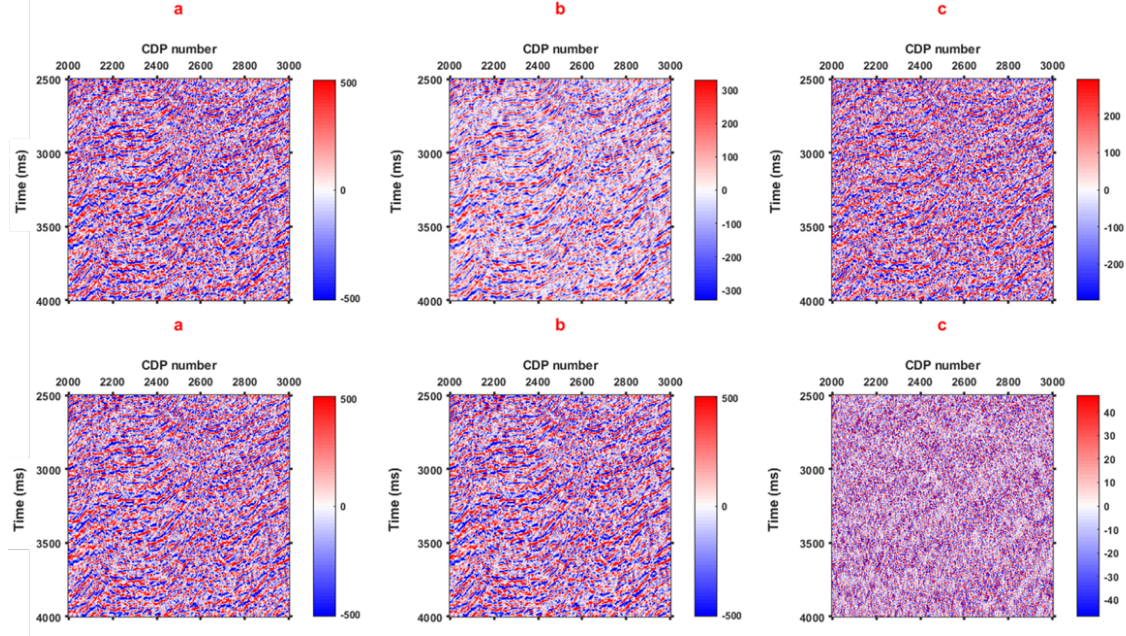 a b c
CDP number CDP number CDP number
2000 2200 2400 2600 2800 3000 2000 2200 2400 2600 2800 3000 2000 2200 2400 2600 2800 3000
2500 500 2500 300 2500
200 200
3000 3000 100 3000 100
Time (ms) 0 Time (ms) 0 Time (ms) 0
3500 3500 -100 3500 -100
-200 -200
4000 -500 4000 -300 4000
a b c
CDP number CDP number CDP number
2000 2200 2400 2600 2800 3000 2000 2200 2400 2600 2800 3000 2000 2200 2400 2600 2800 3000
2500 500 2500 500 2500 40
30
20
3000 3000 3000 10
Time (ms) 0 Time (ms) 0 Time (ms) 0
3500 3500 3500 -10
-20
-30
4000 -500 4000 -500 4000 -40